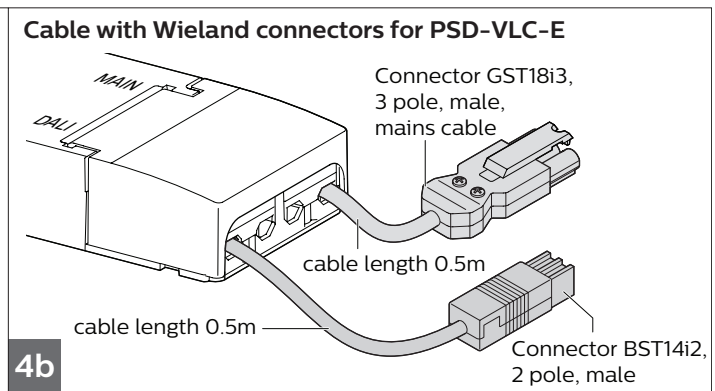 Cable with Wieland connectors for PSD-VLC-E
MAIN
DALI
Connector GST18i3,
3 pole, male,
mains cable
cable length 0.5m
cable length 0.5m
Connector BST14i2,
2 pole, male
4b